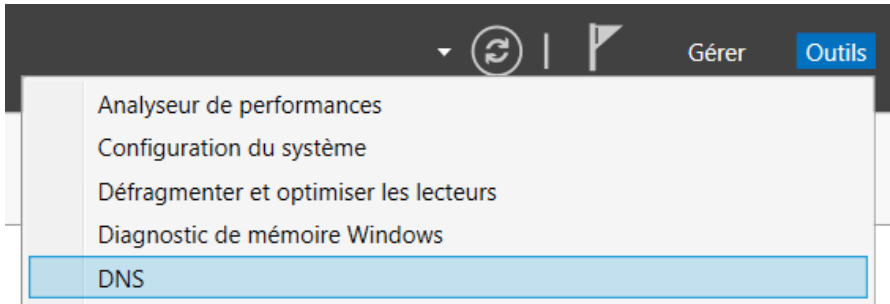 Gérer Outils
Analyseur de performances
Configuration du système
Défragmenter et optimiser les lecteurs
Diagnostic de mémoire Windows
DNS